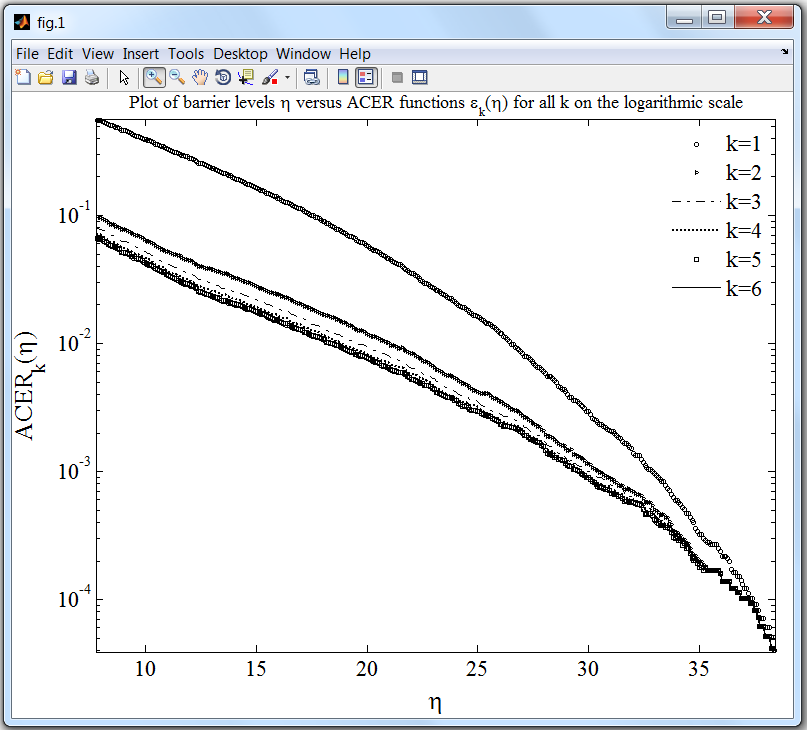 fig.1
File Edit View Insert Tools Desktop Window Help
Plot of barrier levels η versus ACER functions ε_k(η) for all k on the logarithmic scale
k=1
k=2
k=3
k=4
k=5
k=6
10^-1
10^-2
10^-3
10^-4
ACER_k(η)
10 15 20 25 30 35
η